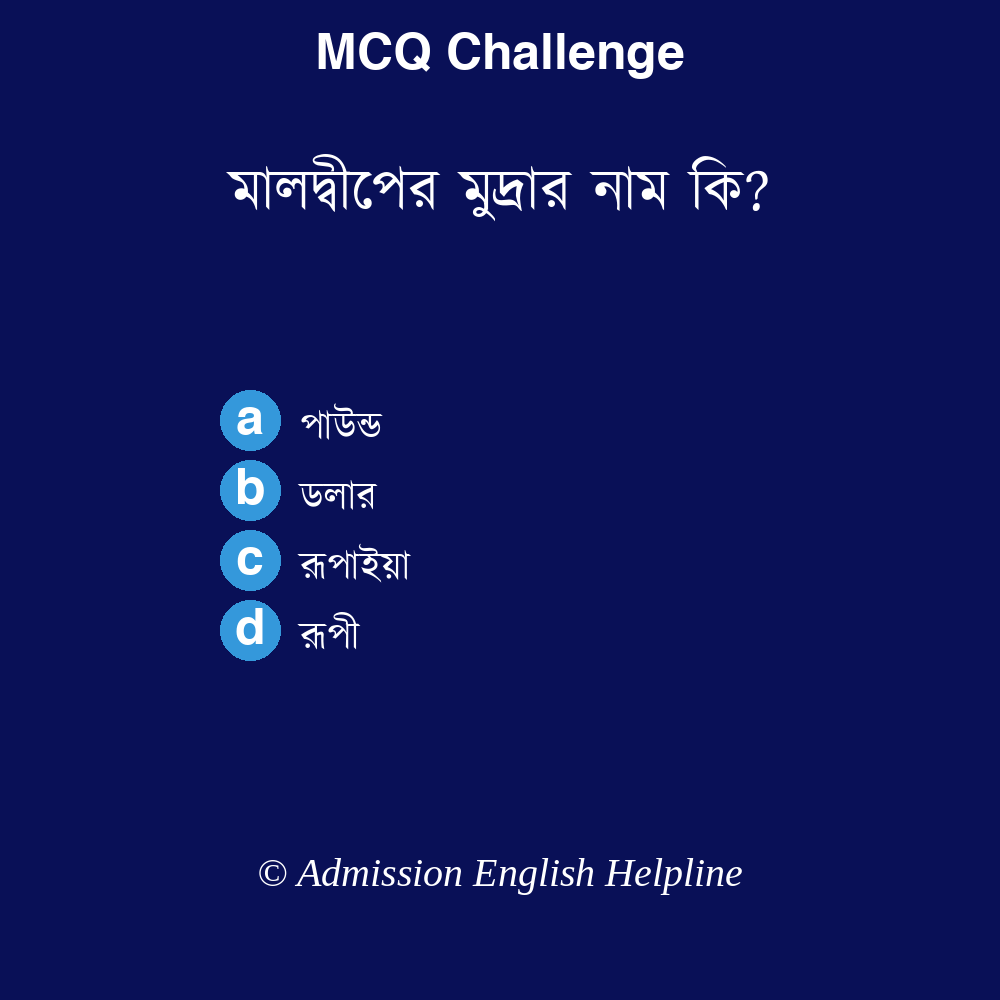 MCQ Challenge
মালদ্বীপের মুদ্রার নাম কি?
a পাউন্ড
b ডলার
c রূপাইয়া
d রূপী
© Admission English Helpline